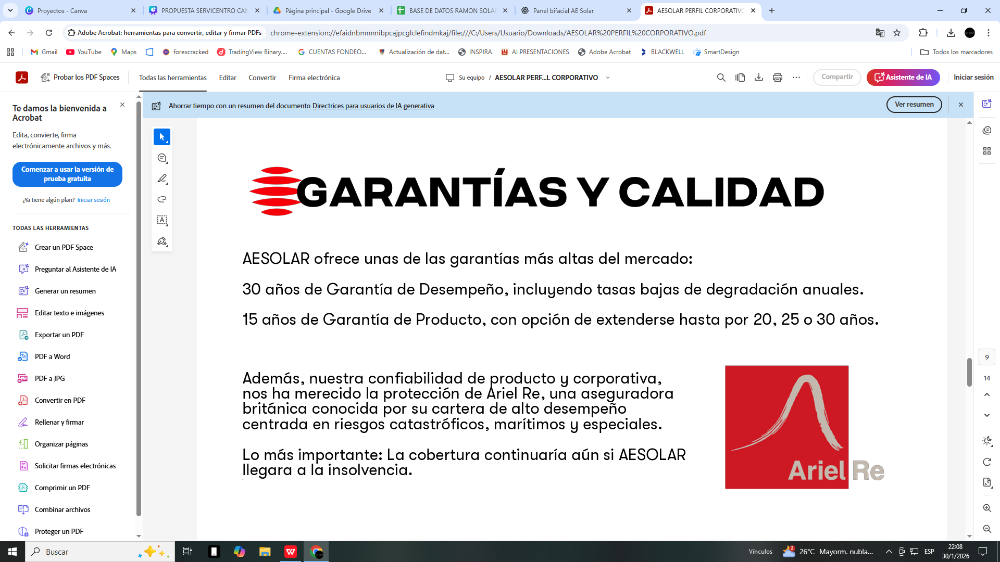 Proyectos - Canva
PROPUESTA SERVICENTRO CAM
Página principal - Google Drive
BASE DE DATOS RAMON SOLA
Panel bifacial AE Solar
AESOLAR PERFIL CORPORATIVO
Adobe Acrobat: herramientas para convertir, editar y firmar PDFs
chrome-extension://efaidnbmnnnibpcajpcglclefindmkaj/file:///C:/Users/Usuario/Downloads/AESOLAR%20PERFIL%20CORPORATIVO.pdf
Gmail
YouTube
Maps
forexcracked
TradingView Binary....
CUENTAS FONDEO...
Actualización de dat...
INSPIRA
AI PRESENTACIONES
Adobe Acrobat
BLACKWELL
SmartDesign
Todos los marcadores
Probar los PDF Spaces
Todas las herramientas
Editar
Convertir
Firma electrónica
Su equipo / AESOLAR PERF...L CORPORATIVO
Compartir
Asistente de IA
Iniciar sesión
Te damos la bienvenida a
Acrobat
Edita, convierte, firma
electrónicamente archivos y más.
Comenzar a usar la versión de
prueba gratuita
¿Ya tiene algún plan? Iniciar sesión
TODAS LAS HERRAMIENTAS
Crear un PDF Space
Preguntar al Asistente de IA
Generar un resumen
Editar texto e imágenes
Exportar un PDF
PDF a Word
PDF a JPG
Convertir en PDF
Rellenar y firmar
Organizar páginas
Solicitar firmas electrónicas
Comprimir un PDF
Combinar archivos
Proteger un PDF
Ahorrar tiempo con un resumen del documento Directrices para usuarios de IA generativa
Ver resumen
GARANTÍAS Y CALIDAD
AESOLAR ofrece unas de las garantías más altas del mercado:
30 años de Garantía de Desempeño, incluyendo tasas bajas de degradación anuales.
15 años de Garantía de Producto, con opción de extenderse hasta por 20, 25 o 30 años.
Además, nuestra confiabilidad de producto y corporativa,
nos ha merecido la protección de Ariel Re, una aseguradora
británica conocida por su cartera de alto desempeño
centrada en riesgos catastróficos, marítimos y especiales.
Lo más importante: La cobertura continuaría aún si AESOLAR
llegara a la insolvencia.
Ariel Re
9
14
Buscar
Vínculos
2
26°C Mayorm. nubla...
ESP
22:08
30/1/2026